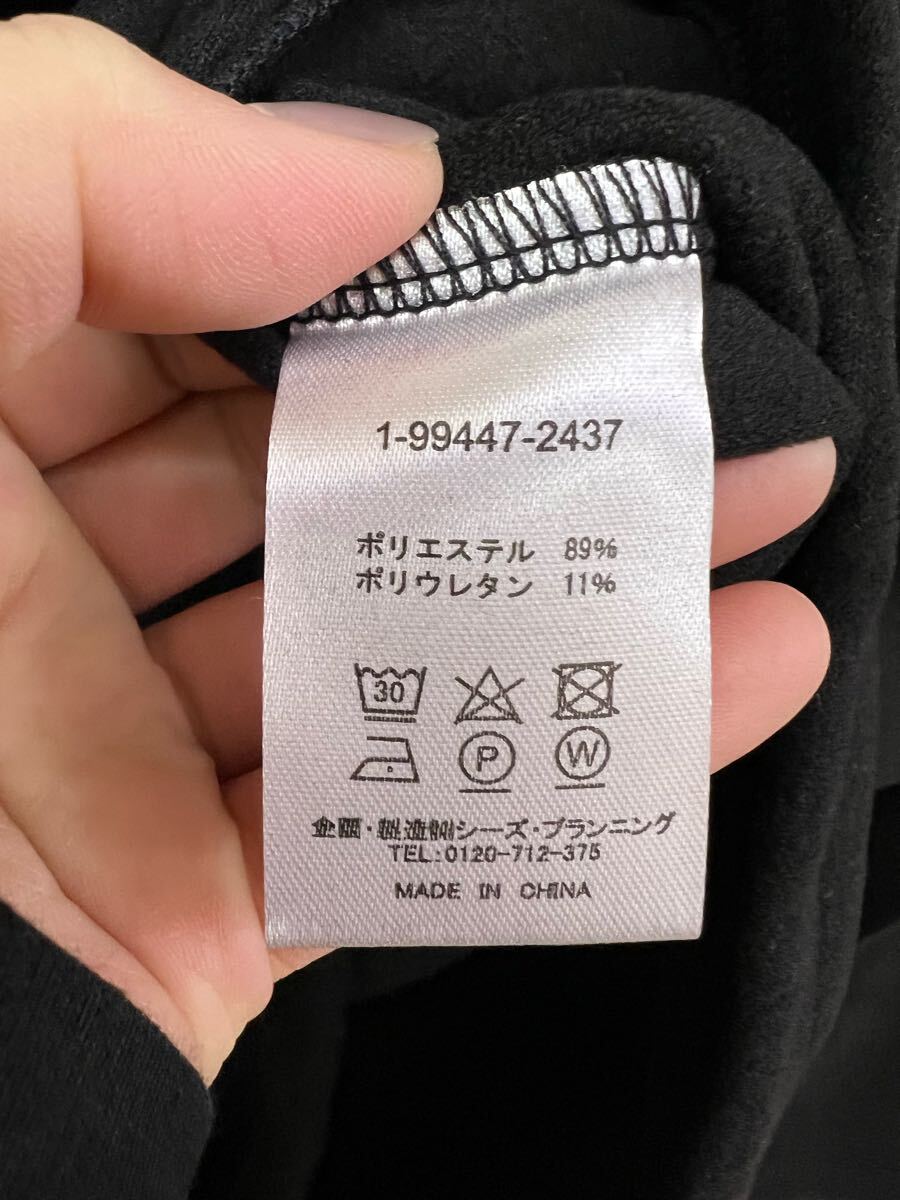 1-99447-2437
ポリエステル 89%
ポリウレタン 11%
30
P W
企画・製造㈱シーズ・プランニング
TEL:0120-712-375
MADE IN CHINA